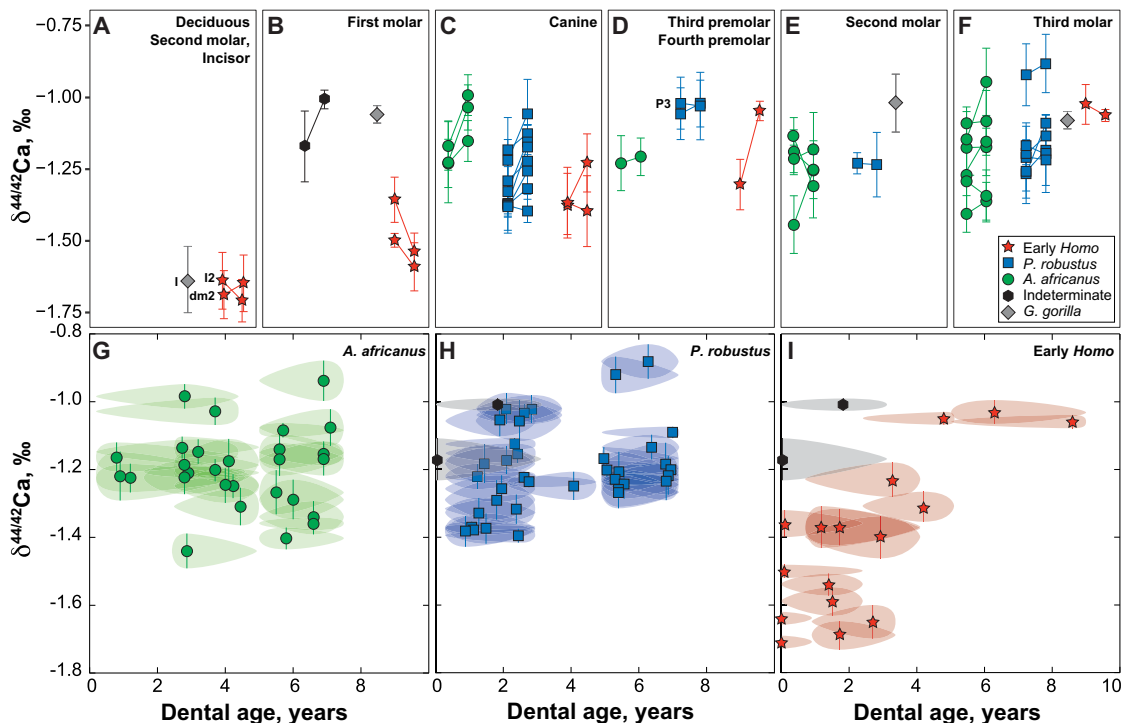 A
Deciduous
Second molar,
Incisor
B
First molar
C
Canine
D
Third premolar
Fourth premolar
E
Second molar
F
Third molar
δ44/42Ca, ‰
-0.75
-1.00
-1.25
-1.50
-1.75
I
I2
dm2
P3
Early Homo
P. robustus
A. africanus
Indeterminate
G. gorilla
G
A. africanus
H
P. robustus
I
Early Homo
δ44/42Ca, ‰
-0.8
-1.0
-1.2
-1.4
-1.6
-1.8
0 2 4 6 8 0 2 4 6 8 0 2 4 6 8 10
Dental age, years Dental age, years Dental age, years